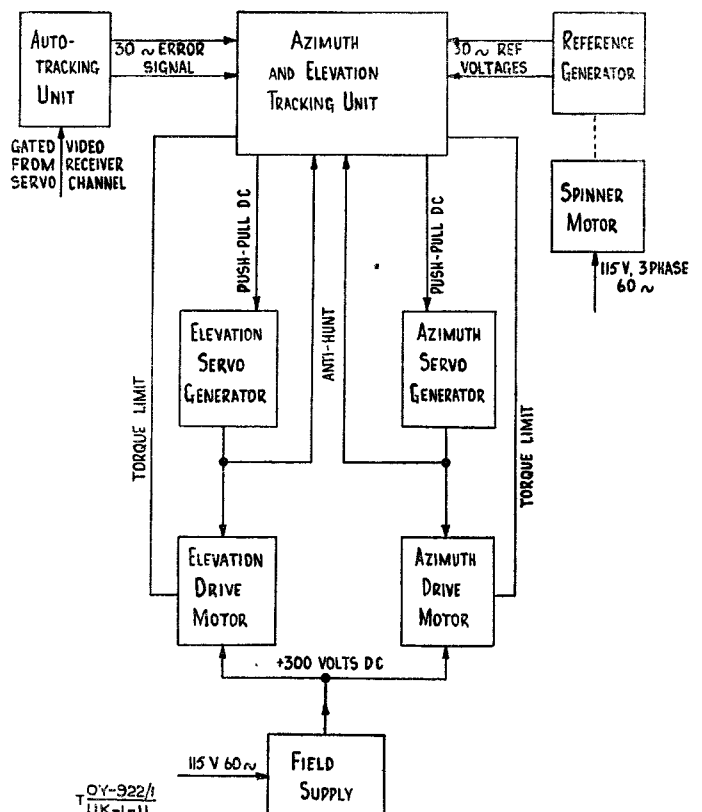 AUTO-
TRACKING
UNIT
30 ~ ERROR
SIGNAL
AZIMUTH
AND ELEVATION
TRACKING UNIT
30 ~ REF
VOLTAGES
REFERENCE
GENERATOR
GATED VIDEO
FROM RECEIVER
SERVO CHANNEL
SPINNER
MOTOR
115 V, 3 PHASE
60 ~
PUSH-PULL DC
PUSH-PULL DC
ELEVATION
SERVO
GENERATOR
ANTI-HUNT
AZIMUTH
SERVO
GENERATOR
TORQUE LIMIT
TORQUE LIMIT
ELEVATION
DRIVE
MOTOR
AZIMUTH
DRIVE
MOTOR
+300 VOLTS DC
115 V 60 ~
FIELD
SUPPLY
T OY-922/1